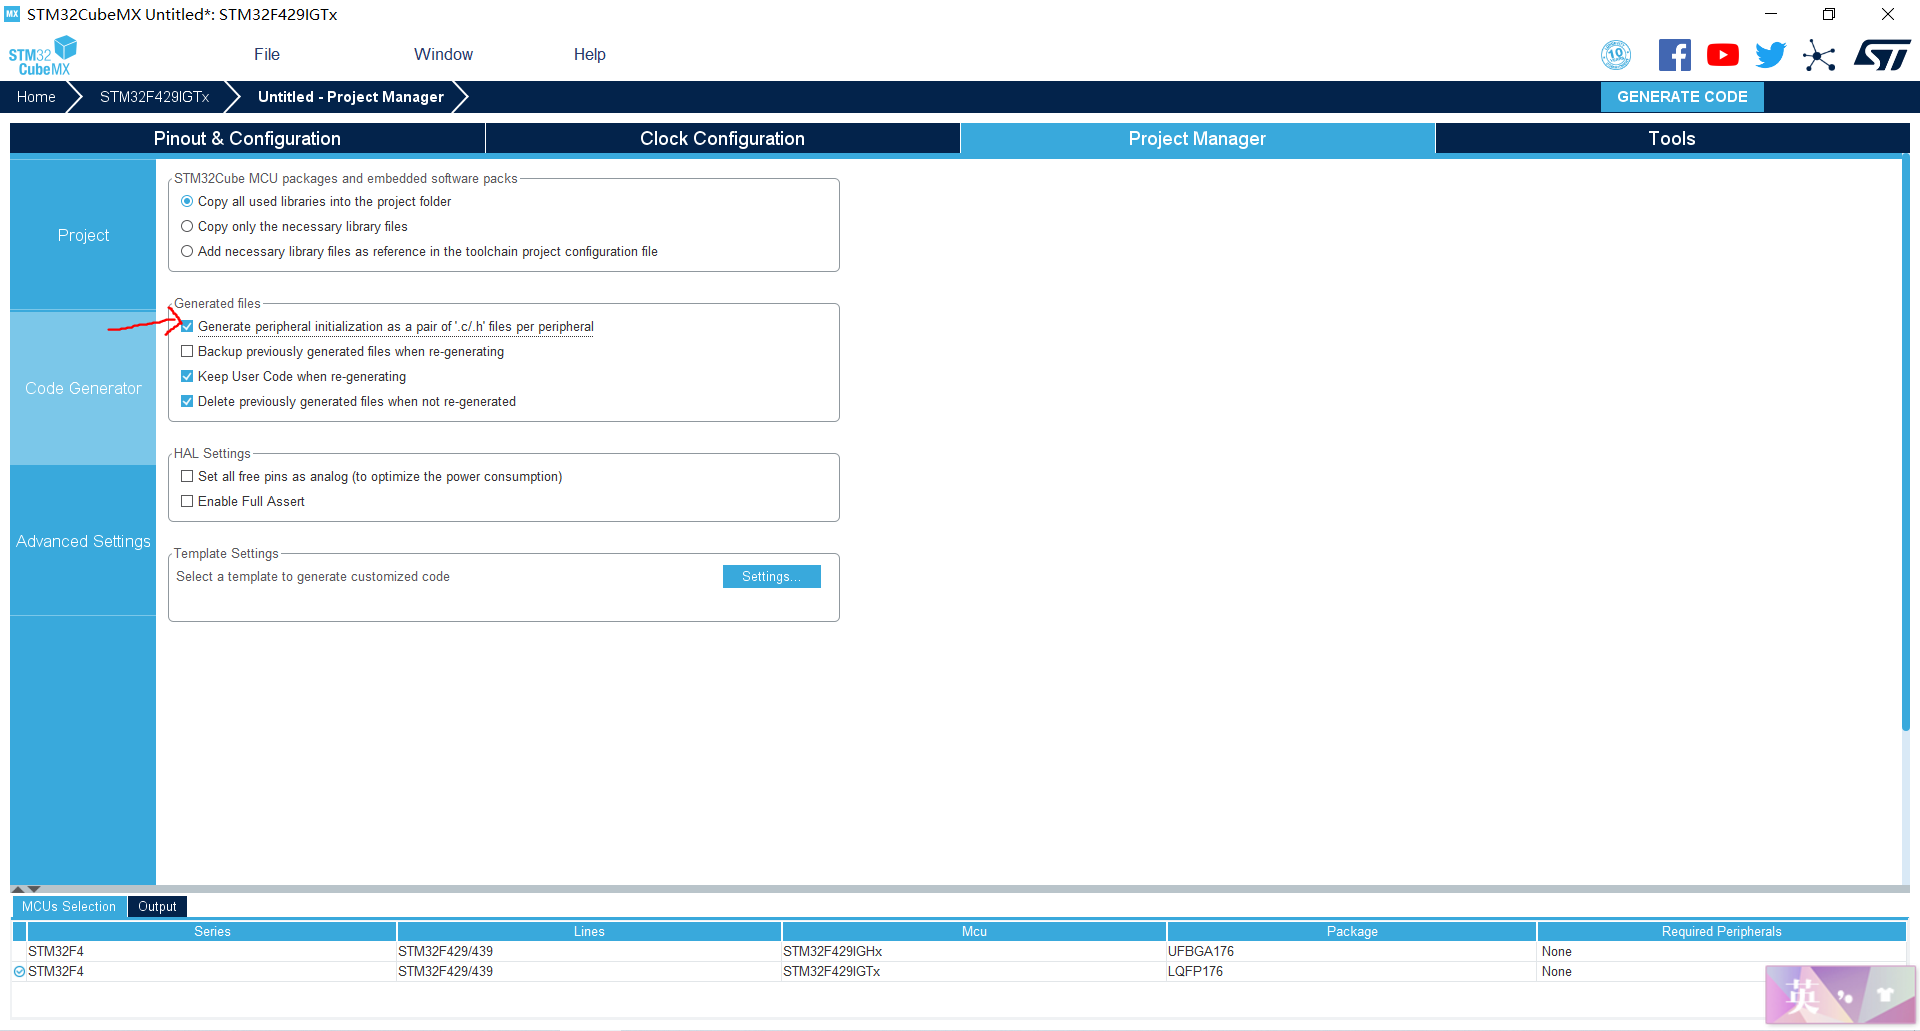 MX STM32CubeMX Untitled*: STM32F429IGTx
STM32
CubeMX
File Window Help
10
Home STM32F429IGTx Untitled - Project Manager GENERATE CODE
Pinout & Configuration Clock Configuration Project Manager Tools
STM32Cube MCU packages and embedded software packs
Copy all used libraries into the project folder
Copy only the necessary library files
Add necessary library files as reference in the toolchain project configuration file
Project
Generated files
Generate peripheral initialization as a pair of '.c/.h' files per peripheral
Backup previously generated files when re-generating
Keep User Code when re-generating
Delete previously generated files when not re-generated
Code Generator
HAL Settings
Set all free pins as analog (to optimize the power consumption)
Enable Full Assert
Advanced Settings
Template Settings
Select a template to generate customized code Settings...
MCUs Selection Output
Series Lines Mcu Package Required Peripherals
STM32F4 STM32F429/439 STM32F429IGHx UFBGA176 None
STM32F4 STM32F429/439 STM32F429IGTx LQFP176 None
英